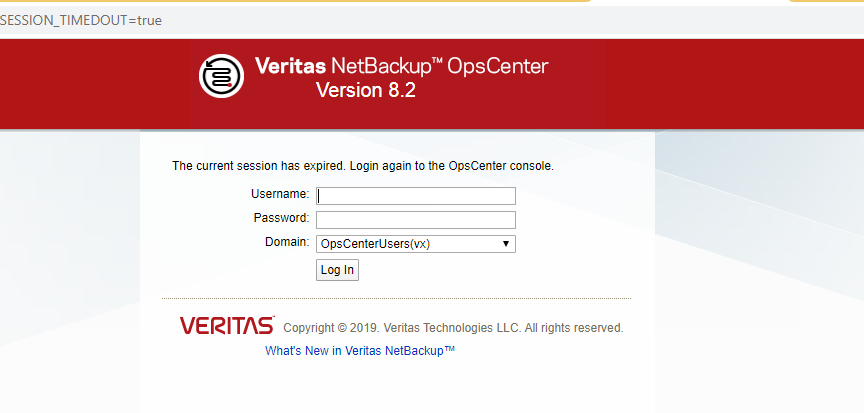 SESSION_TIMEDOUT=true
Veritas NetBackup™ OpsCenter
Version 8.2
The current session has expired. Login again to the OpsCenter console.
Username:
Password:
Domain: OpsCenterUsers(vx)
Log In
VERITAS Copyright © 2019. Veritas Technologies LLC. All rights reserved.
What's New in Veritas NetBackup™